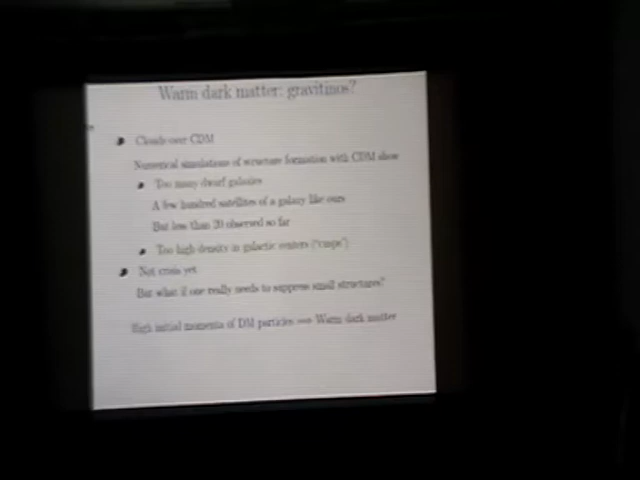 Warm dark matter: gravitinos?
Clouds over CDM
Numerical simulations of structure formation with CDM show
Too many dwarf galaxies
A few hundred satellites of a galaxy like ours
But less than 20 observed so far
Too high density in galactic centers ("cusps")
Not crisis yet
But what if one really needs to suppress small structures?
High initial momenta of DM particles ⟹ Warm dark matter